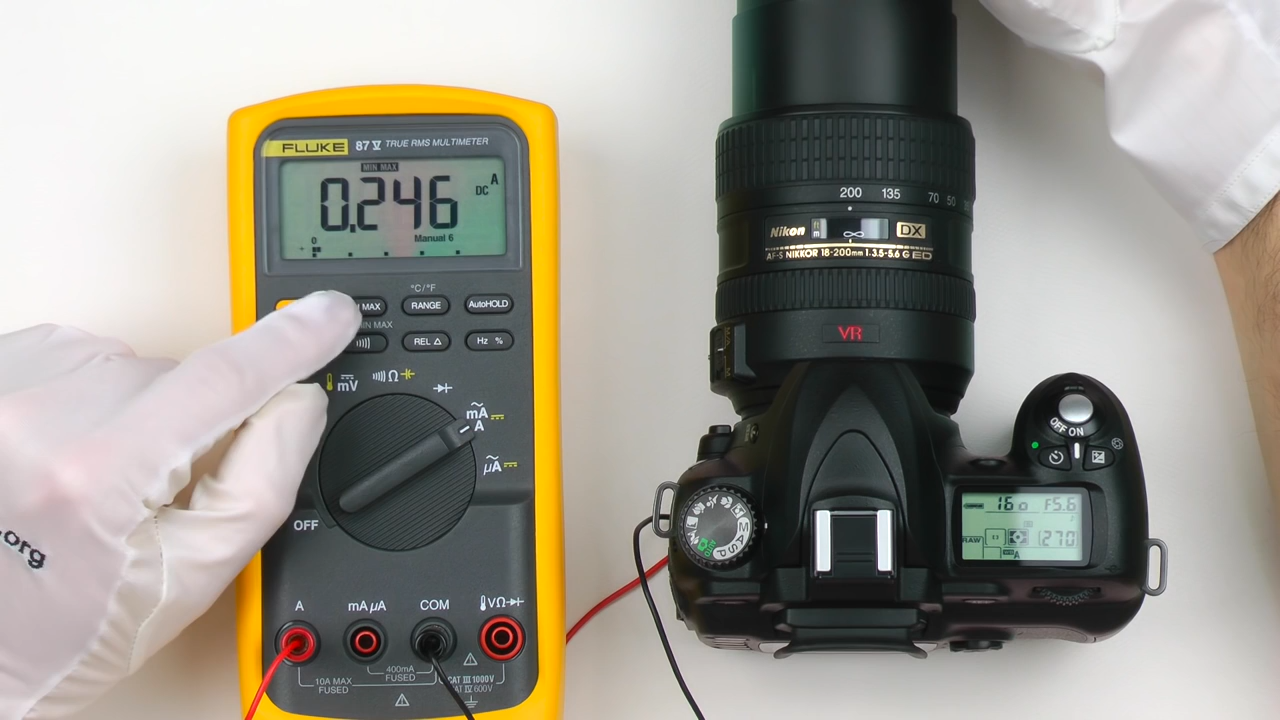 FLUKE 87 V TRUE RMS MULTIMETER
MIN MAX
0.246 DC A
0
Manual 6
°C/°F
MAX RANGE AutoHOLD
MIN MAX
REL △ Hz %
mV Ω
mA
A
µA
OFF
A mA µA COM VΩ
400mA
FUSED
10A MAX
FUSED
CAT III 1000V
CAT IV 600V
.org
200 135 70 50
Nikon DX
∞
AF-S NIKKOR 18-200mm 1:3.5-5.6 G ED
VR
OFF ON
160 F5.6
RAW [270]
A
M A S P
AUTO